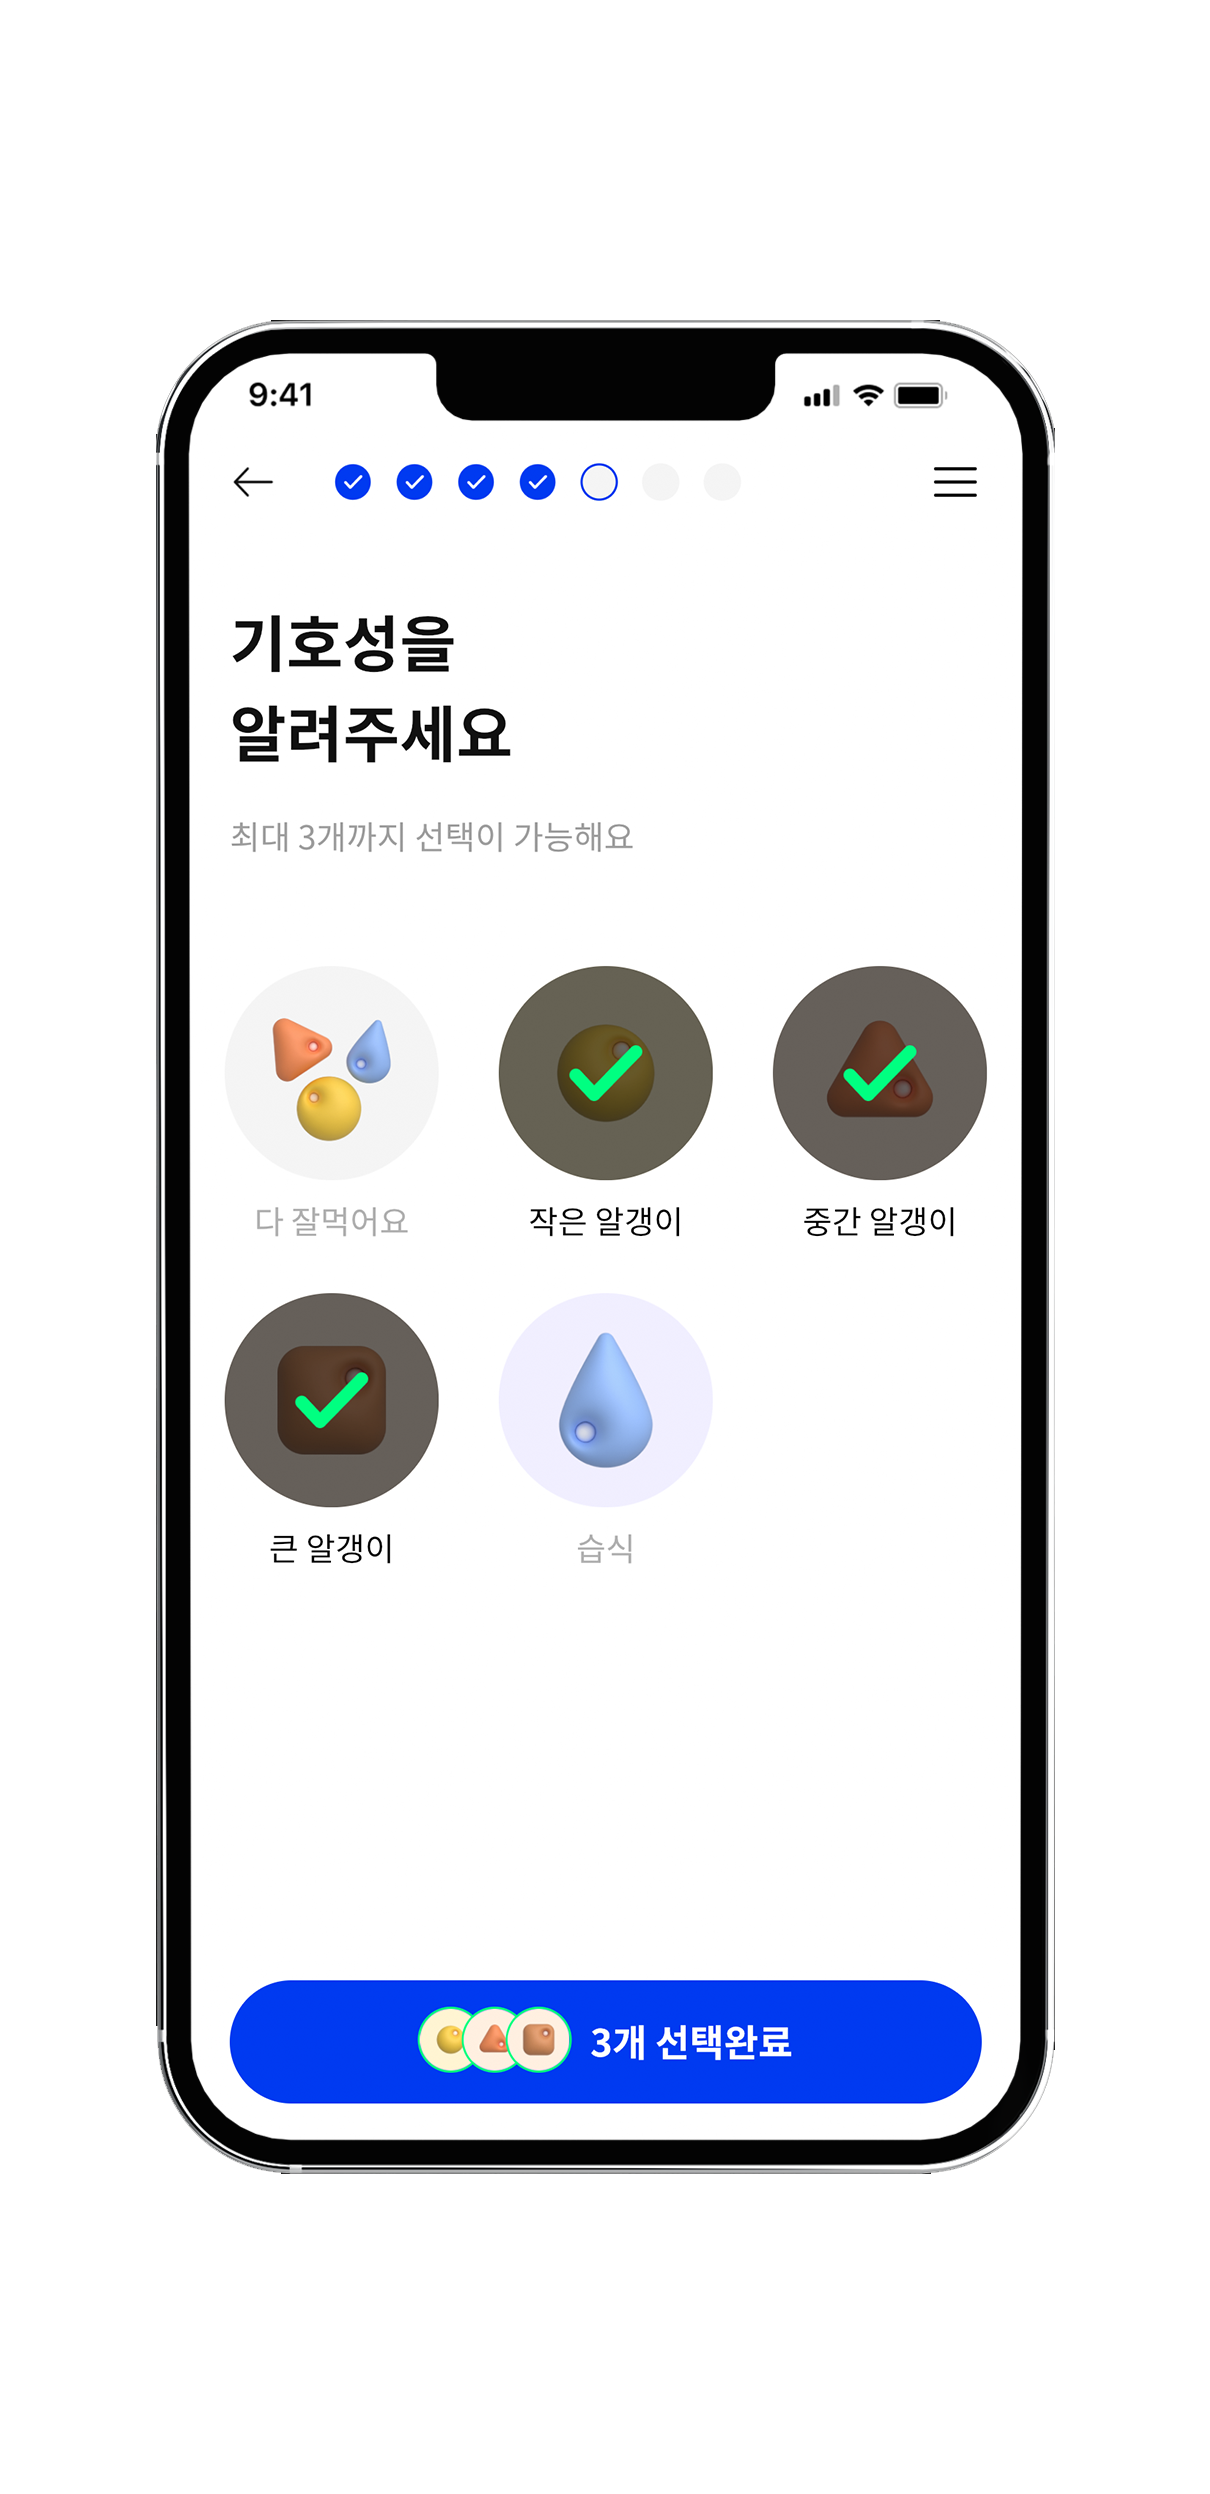 9:41
기호성을
알려주세요
최대 3개까지 선택이 가능해요
다 잘먹어요
작은 알갱이
중간 알갱이
큰 알갱이
습식
3개 선택완료